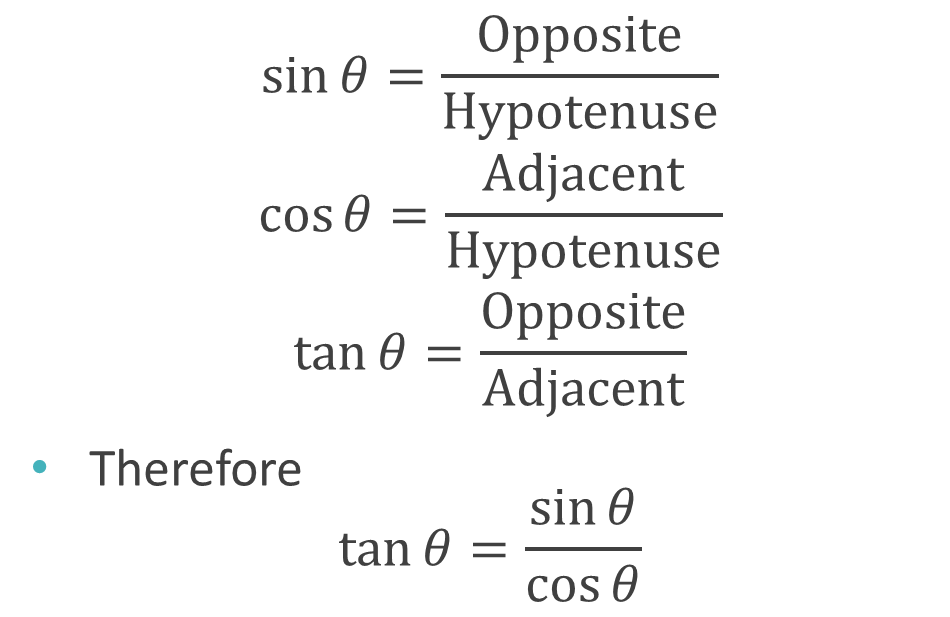 sin θ = Opposite / Hypotenuse
cos θ = Adjacent / Hypotenuse
tan θ = Opposite / Adjacent
• Therefore
tan θ = sin θ / cos θ